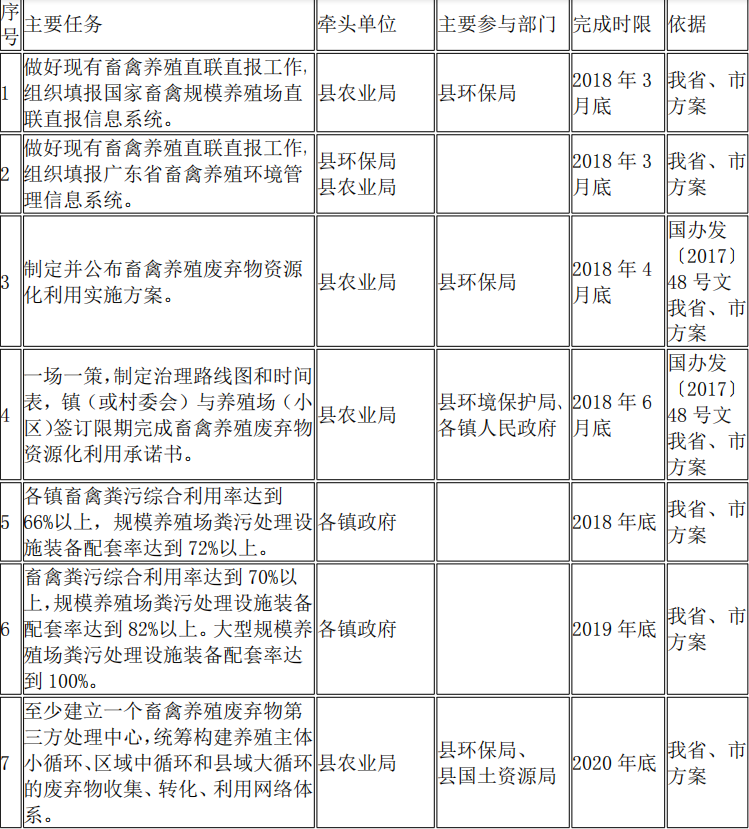 序号 主要任务 牵头单位 主要参与部门 完成时限 依据
1
做好现有畜禽养殖直联直报工作,
组织填报国家畜禽规模养殖场直
联直报信息系统。
县农业局
县环保局
2018 年 3
月底
我省、市
方案
2
做好现有畜禽养殖直联直报工作,
组织填报广东省畜禽养殖环境管
理信息系统。
县环保局
县农业局
2018 年 3
月底
我省、市
方案
3
制定并公布畜禽养殖废弃物资源
化利用实施方案。
县农业局
县环保局
2018 年 4
月底
国办发
〔2017〕
48 号文
我省、市
方案
4
一场一策,制定治理路线图和时间
表,镇（或村委会）与养殖场（小
区)签订限期完成畜禽养殖废弃物
资源化利用承诺书。
县农业局
县环境保护局、
各镇人民政府
2018 年 6
月底
国办发
〔2017〕
48 号文
我省、市
方案
5
各镇畜禽粪污综合利用率达到
66%以上，规模养殖场粪污处理设
施装备配套率达到 72%以上。
各镇政府
2018 年底
我省、市
方案
6
畜禽粪污综合利用率达到 70%以
上,规模养殖场粪污处理设施装备
配套率达到 82%以上。大型规模养
殖场粪污处理设施装备配套率达
到 100%。
各镇政府
2019 年底
我省、市
方案
7
至少建立一个畜禽养殖废弃物第
三方处理中心,统筹构建养殖主体
小循环、区域中循环和县域大循环
的废弃物收集、转化、利用网络体
系。
县农业局
县环保局、
县国土资源局
2020 年底
我省、市
方案